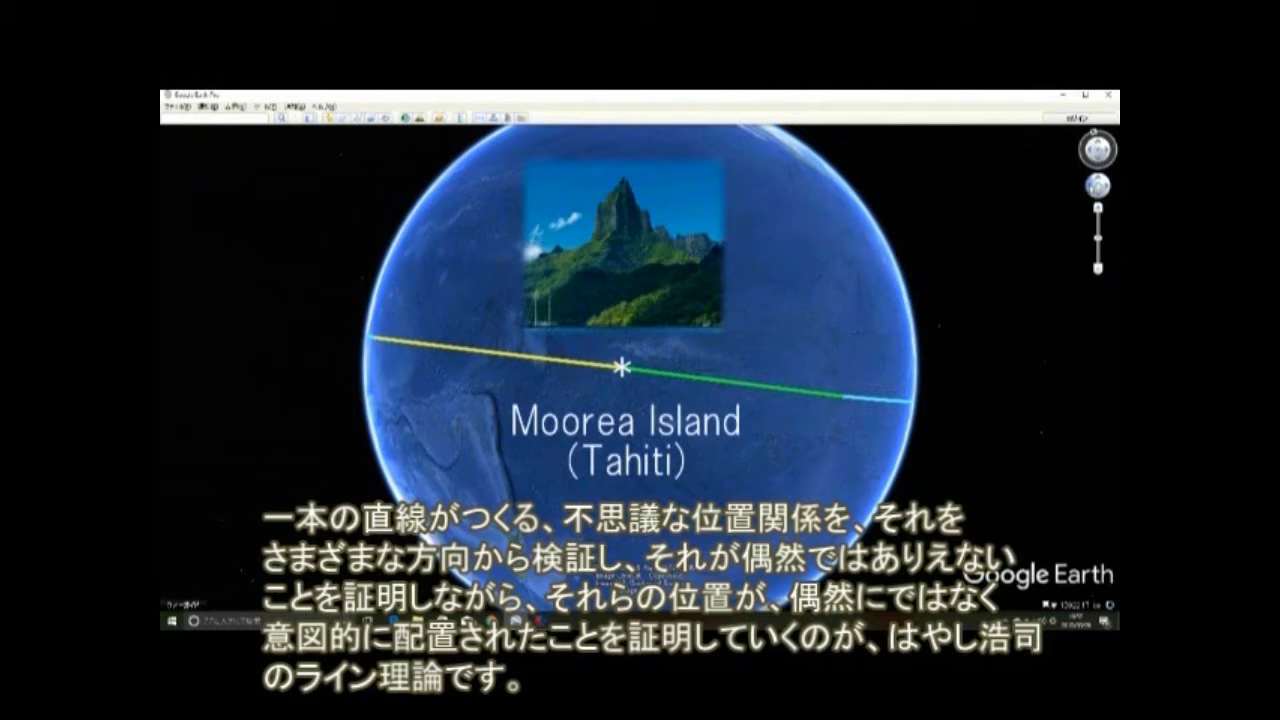 Google Earth Pro
Moorea Island
(Tahiti)
一本の直線がつくる、不思議な位置関係を、それを
さまざまな方向から検証し、それが偶然ではありえない
Google Earth
ことを証明しながら、それらの位置が、偶然にではなく
意図的に配置されたことを証明していくのが、はやし浩司
のライン理論です。